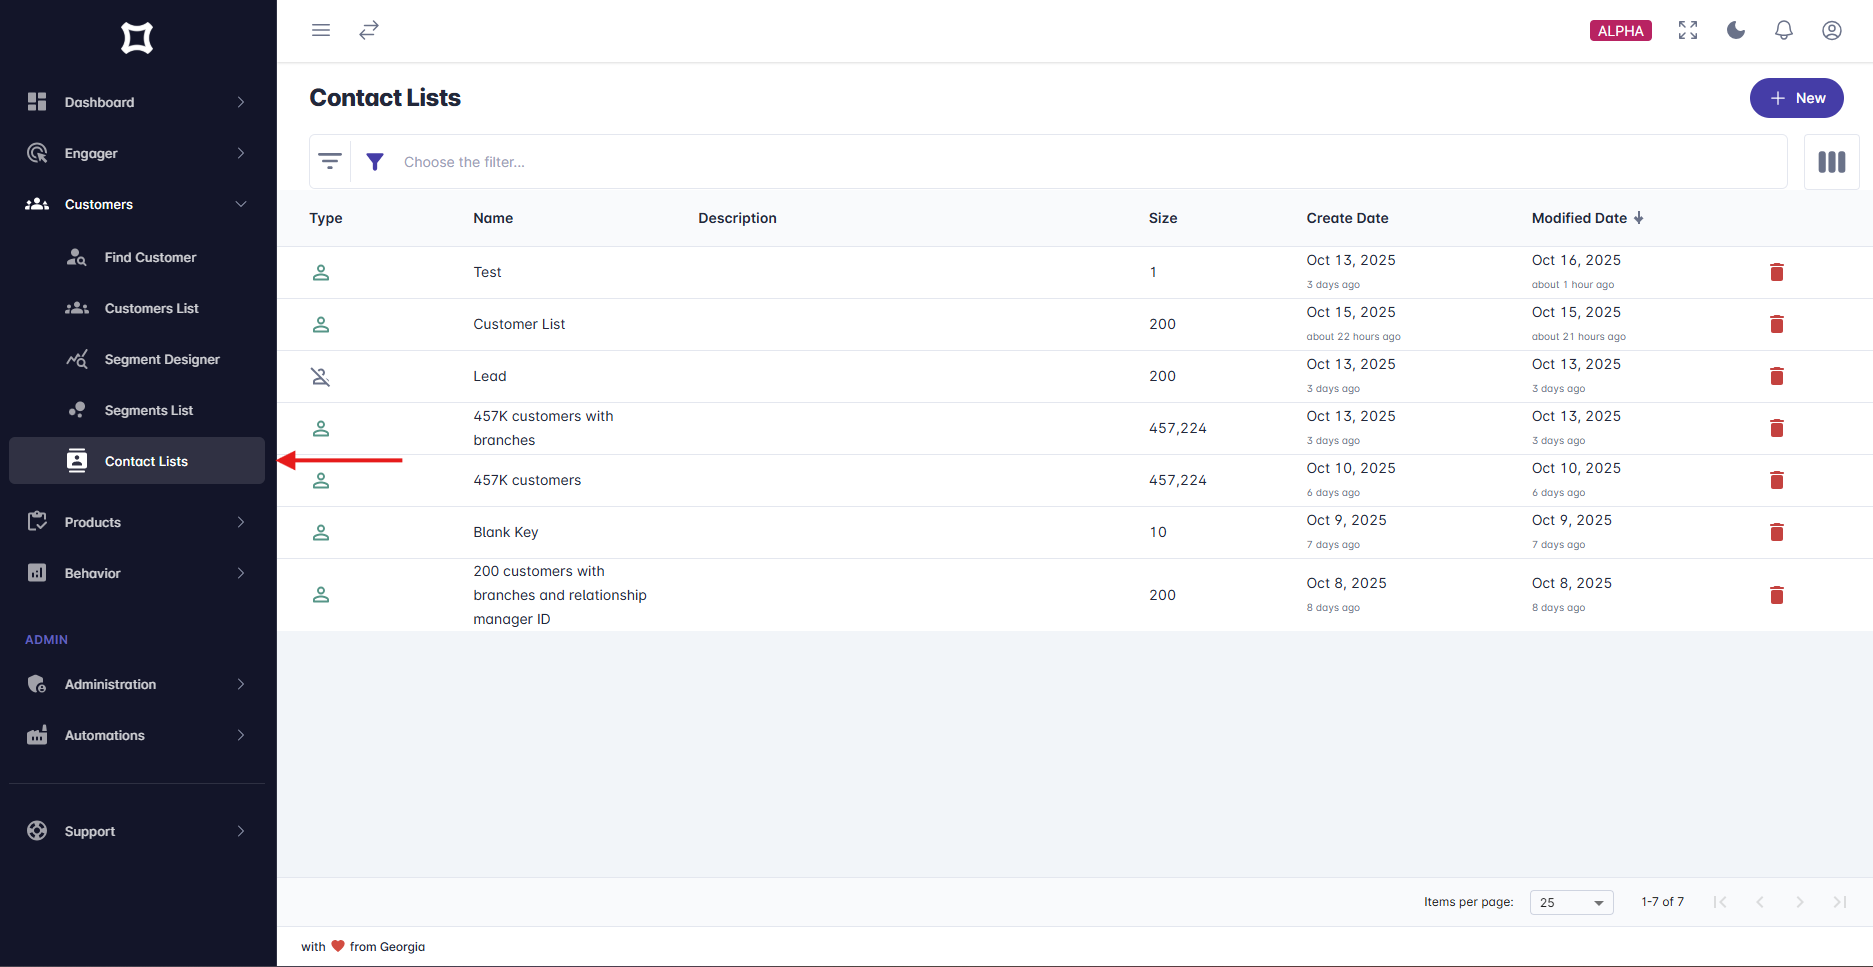 ALPHA
Dashboard
Engager
Customers
Find Customer
Customers List
Segment Designer
Segments List
Contact Lists
Products
Behavior
ADMIN
Administration
Automations
Support
Contact Lists
New
Choose the filter...
Type Name Description Size Create Date Modified Date
Test 1 Oct 13, 2025 Oct 16, 2025
3 days ago about 1 hour ago
Customer List 200 Oct 15, 2025 Oct 15, 2025
about 22 hours ago about 21 hours ago
Lead 200 Oct 13, 2025 Oct 13, 2025
3 days ago 3 days ago
457K customers with
branches
457,224 Oct 13, 2025 Oct 13, 2025
3 days ago 3 days ago
457K customers 457,224 Oct 10, 2025 Oct 10, 2025
6 days ago 6 days ago
Blank Key 10 Oct 9, 2025 Oct 9, 2025
7 days ago 7 days ago
200 customers with
branches and relationship
manager ID
200 Oct 8, 2025 Oct 8, 2025
8 days ago 8 days ago
Items per page: 25 1-7 of 7
with ❤ from Georgia